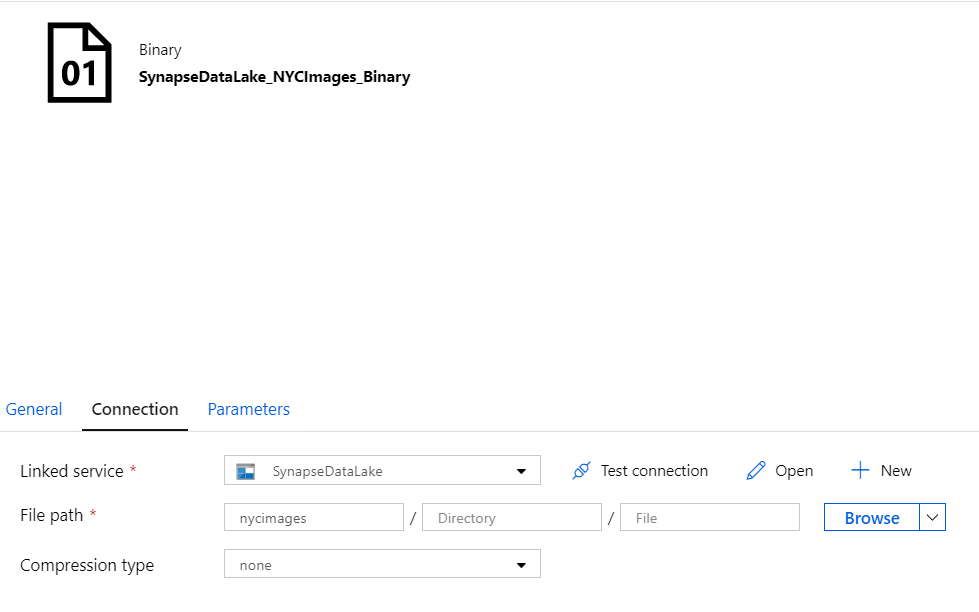 01
Binary
SynapseDataLake_NYCImages_Binary
General Connection Parameters
Linked service * SynapseDataLake Test connection Open New
File path * nycimages / Directory / File Browse
Compression type none